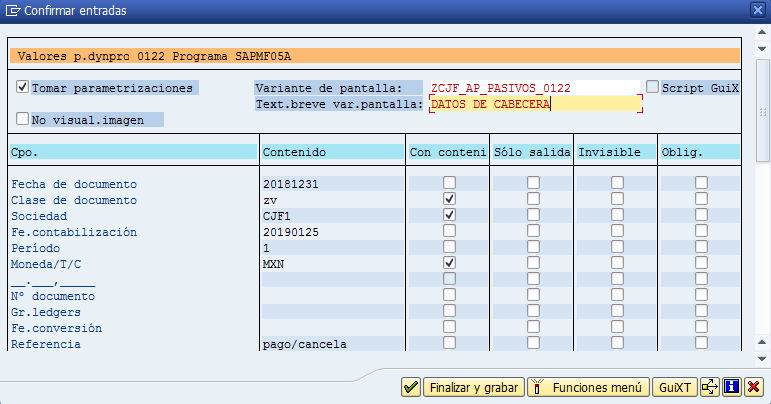 Confirmar entradas
Valores p.dynpro 0122 Programa SAPMF05A
Tomar parametrizaciones Variante de pantalla: ZCJF_AP_PASIVOS_0122 Script GuiX
Text.breve var.pantalla: DATOS DE CABECERA
No visual.imagen
Cpo. Contenido Con conteni Sólo salida Invisible Oblig.
Fecha de documento 20181231
Clase de documento zv
Sociedad CJF1
Fe.contabilización 20190125
Período 1
Moneda/T/C MXN
__.___,_____
Nº documento
Gr.ledgers
Fe.conversión
Referencia pago/cancela
Finalizar y grabar Funciones menú GuiXT